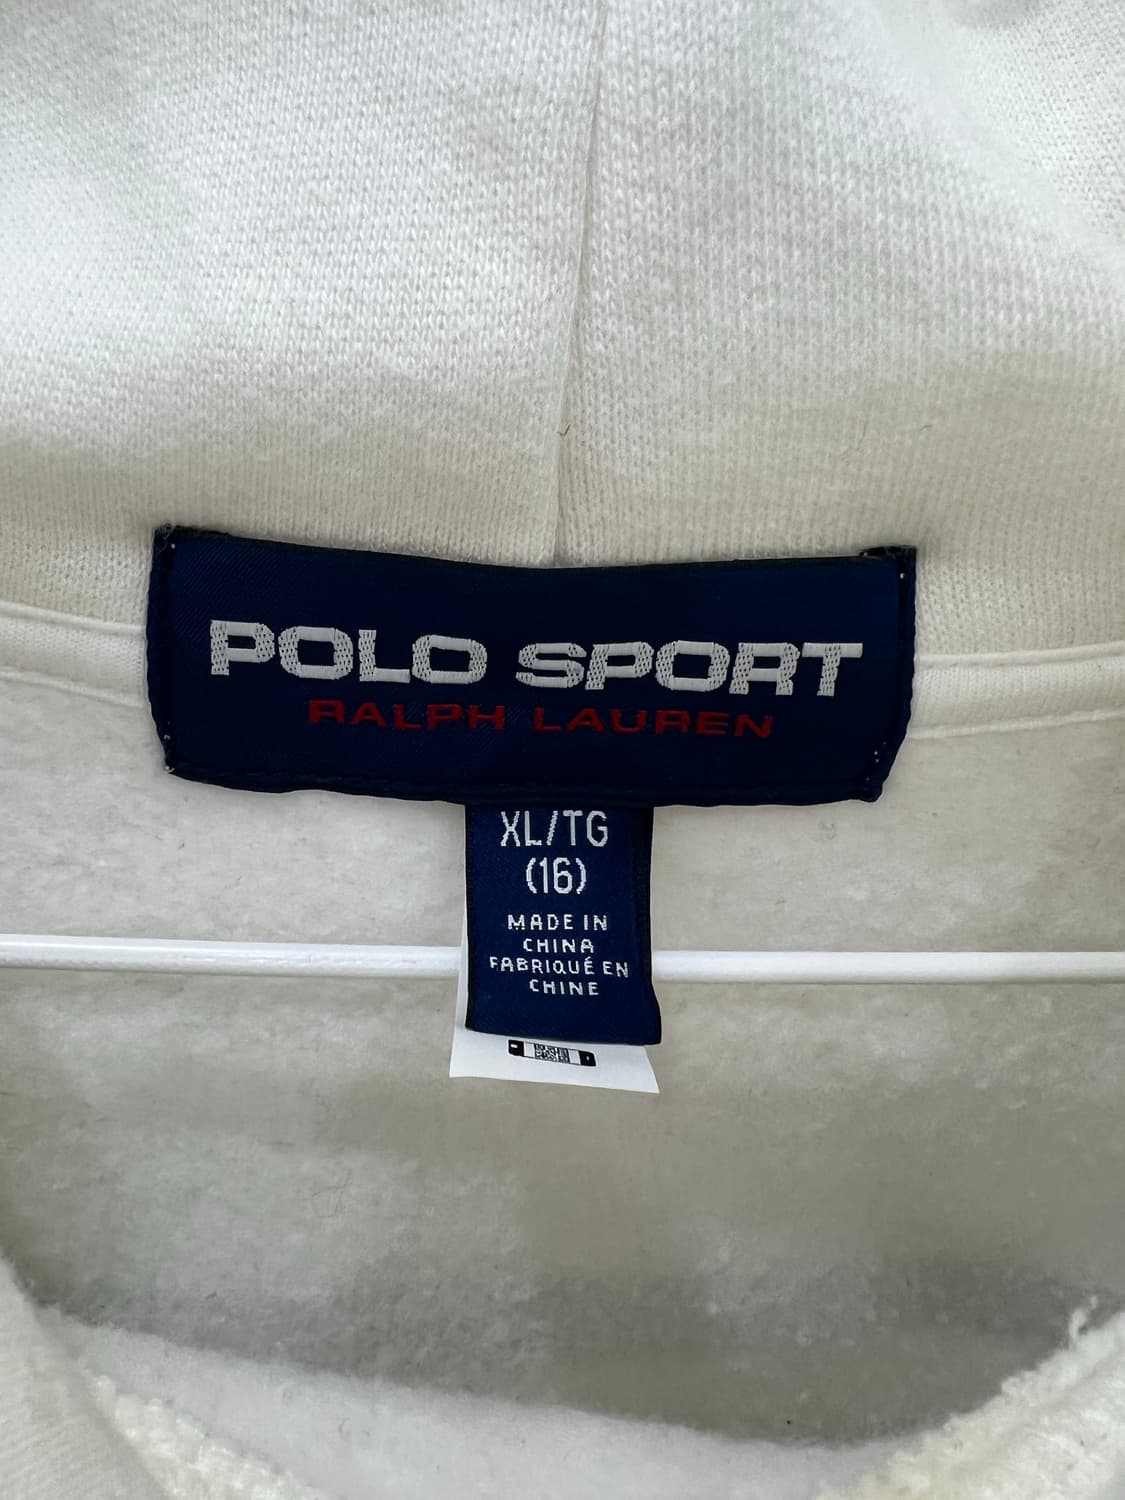 POLO SPORT
RALPH LAUREN
XL/TG
(16)
MADE IN
CHINA
FABRIQUÉ EN
CHINE